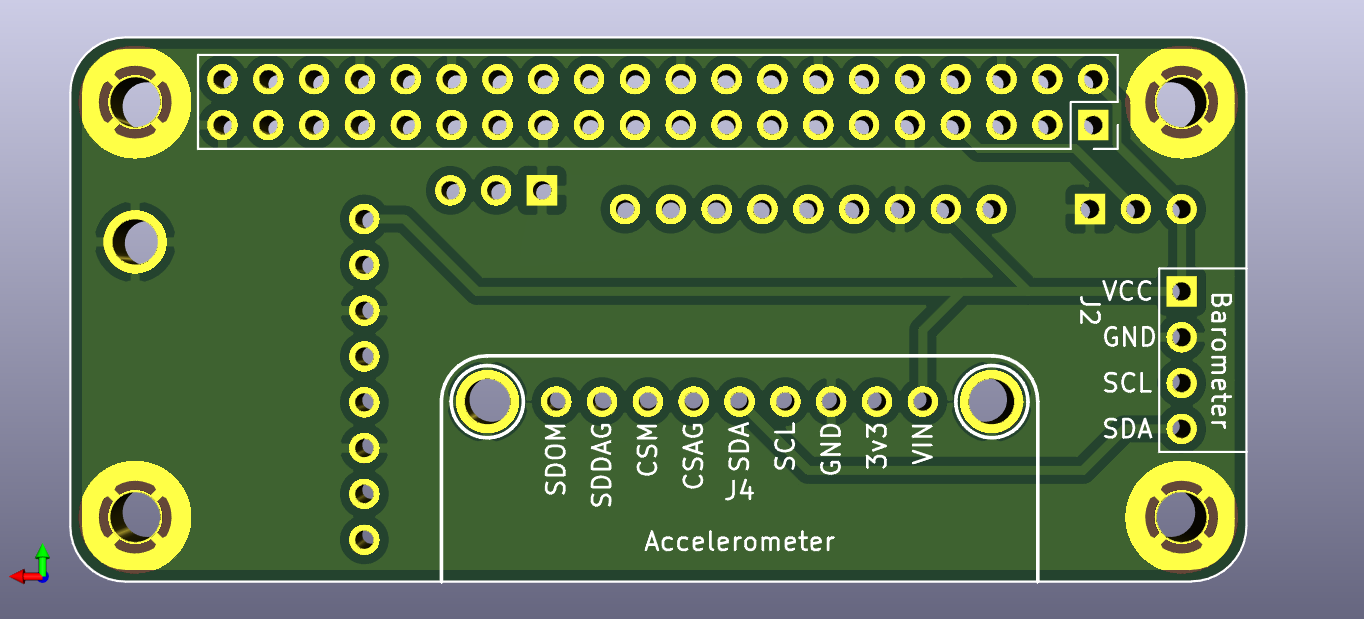 VCC
GND
SCL
SDA
J2
Barometer
SDOM
SDDAG
CSM
CSAG
SDA
SCL
GND
3v3
VIN
J4
Accelerometer